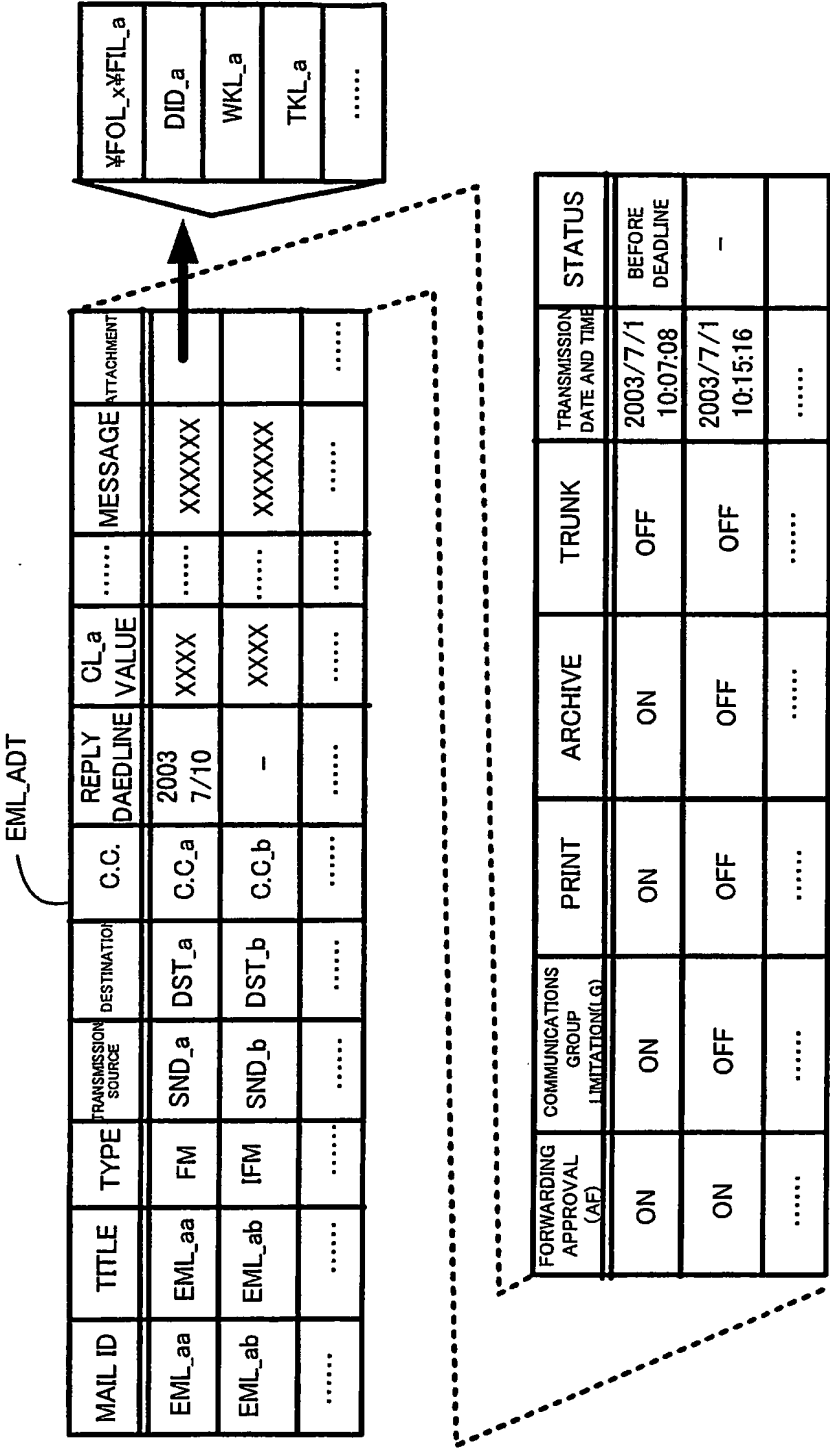 EML_ADT
MAIL ID
TITLE
TYPE
TRANSMISSION
SOURCE
DESTINATION
C.C.
REPLY
DAEDLINE
CL_a
VALUE
......
MESSAGE
ATTACHMENT
EML_aa
EML_aa
FM
SND_a
DST_a
C.C_a
2003
7/10
XXXX
......
XXXXXX
EML_ab
EML_ab
IFM
SND_b
DST_b
C.C_b
–
XXXX
......
XXXXXX
......
......
......
......
......
......
......
......
......
......
......
¥FOL_x¥FIL_a
DID_a
WKL_a
TKL_a
......
FORWARDING
APPROVAL
(AF)
COMMUNICATIONS
GROUP
LIMITATION(LG)
PRINT
ARCHIVE
TRUNK
TRANSMISSION
DATE AND TIME
STATUS
ON
ON
ON
ON
OFF
2003/7/1
10:07:08
BEFORE
DEADLINE
ON
OFF
OFF
OFF
OFF
2003/7/1
10:15:16
–
......
......
......
......
......
......